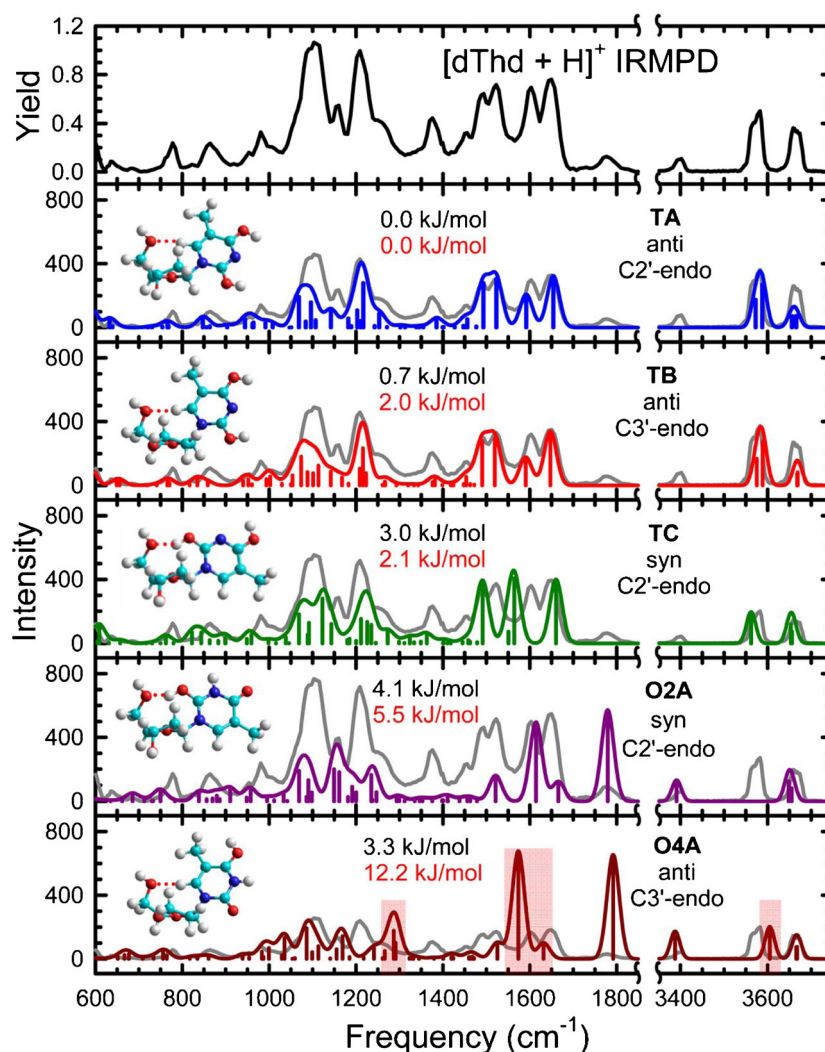 1.2
0.8
0.4
0.0
Yield
[dThd + H]⁺ IRMPD
800
400
0
0.0 kJ/mol
0.0 kJ/mol
TA
anti
C2'-endo
800
400
0
0.7 kJ/mol
2.0 kJ/mol
TB
anti
C3'-endo
800
400
0
3.0 kJ/mol
2.1 kJ/mol
TC
syn
C2'-endo
Intensity
800
400
0
4.1 kJ/mol
5.5 kJ/mol
O2A
syn
C2'-endo
800
400
0
3.3 kJ/mol
12.2 kJ/mol
O4A
anti
C3'-endo
600 800 1000 1200 1400 1600 1800 3400 3600
Frequency (cm⁻¹)